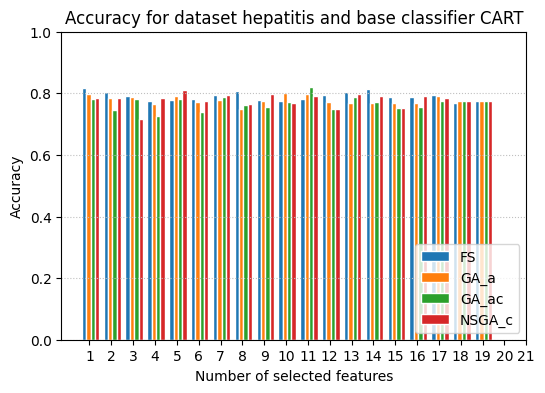 Accuracy for dataset hepatitis and base classifier CART
1.0
0.8
0.6
0.4
0.2
0.0
Accuracy
FS
GA_a
GA_ac
NSGA_c
1 2 3 4 5 6 7 8 9 10 11 12 13 14 15 16 17 18 19 20 21
Number of selected features